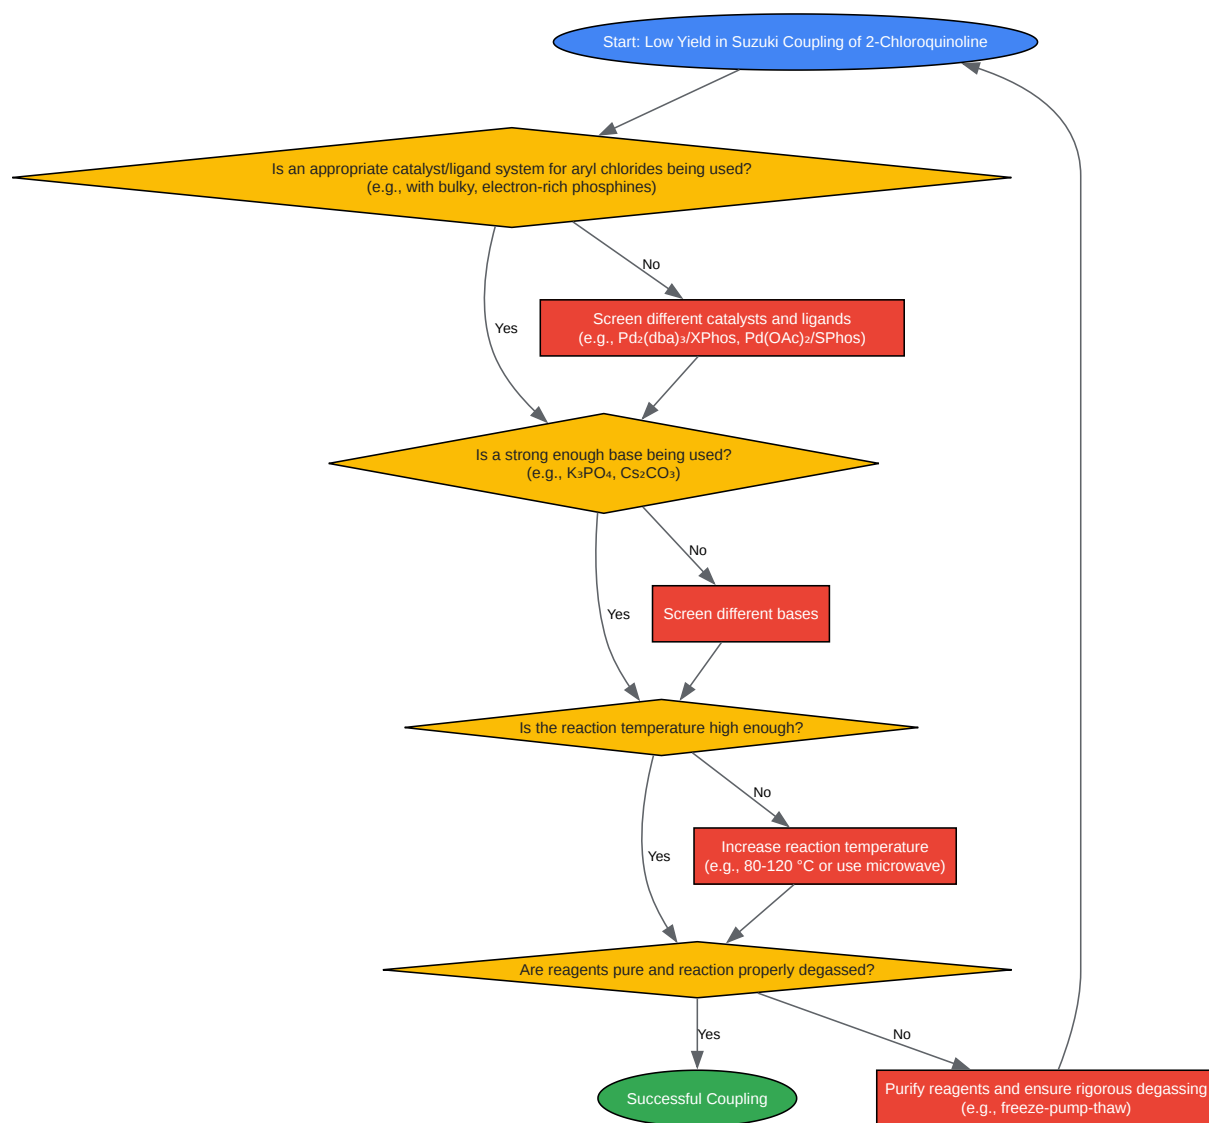 Start: Low Yield in Suzuki Coupling of 2-Chloroquinoline
Is an appropriate catalyst/ligand system for aryl chlorides being used?
(e.g., with bulky, electron-rich phosphines)
No
Screen different catalysts and ligands
(e.g., Pd₂(dba)₃/XPhos, Pd(OAc)₂/SPhos)
Yes
Is a strong enough base being used?
(e.g., K₃PO₄, Cs₂CO₃)
No
Yes
Screen different bases
Is the reaction temperature high enough?
No
Increase reaction temperature
(e.g., 80-120 °C or use microwave)
Yes
Are reagents pure and reaction properly degassed?
Yes
No
Successful Coupling
Purify reagents and ensure rigorous degassing
(e.g., freeze-pump-thaw)